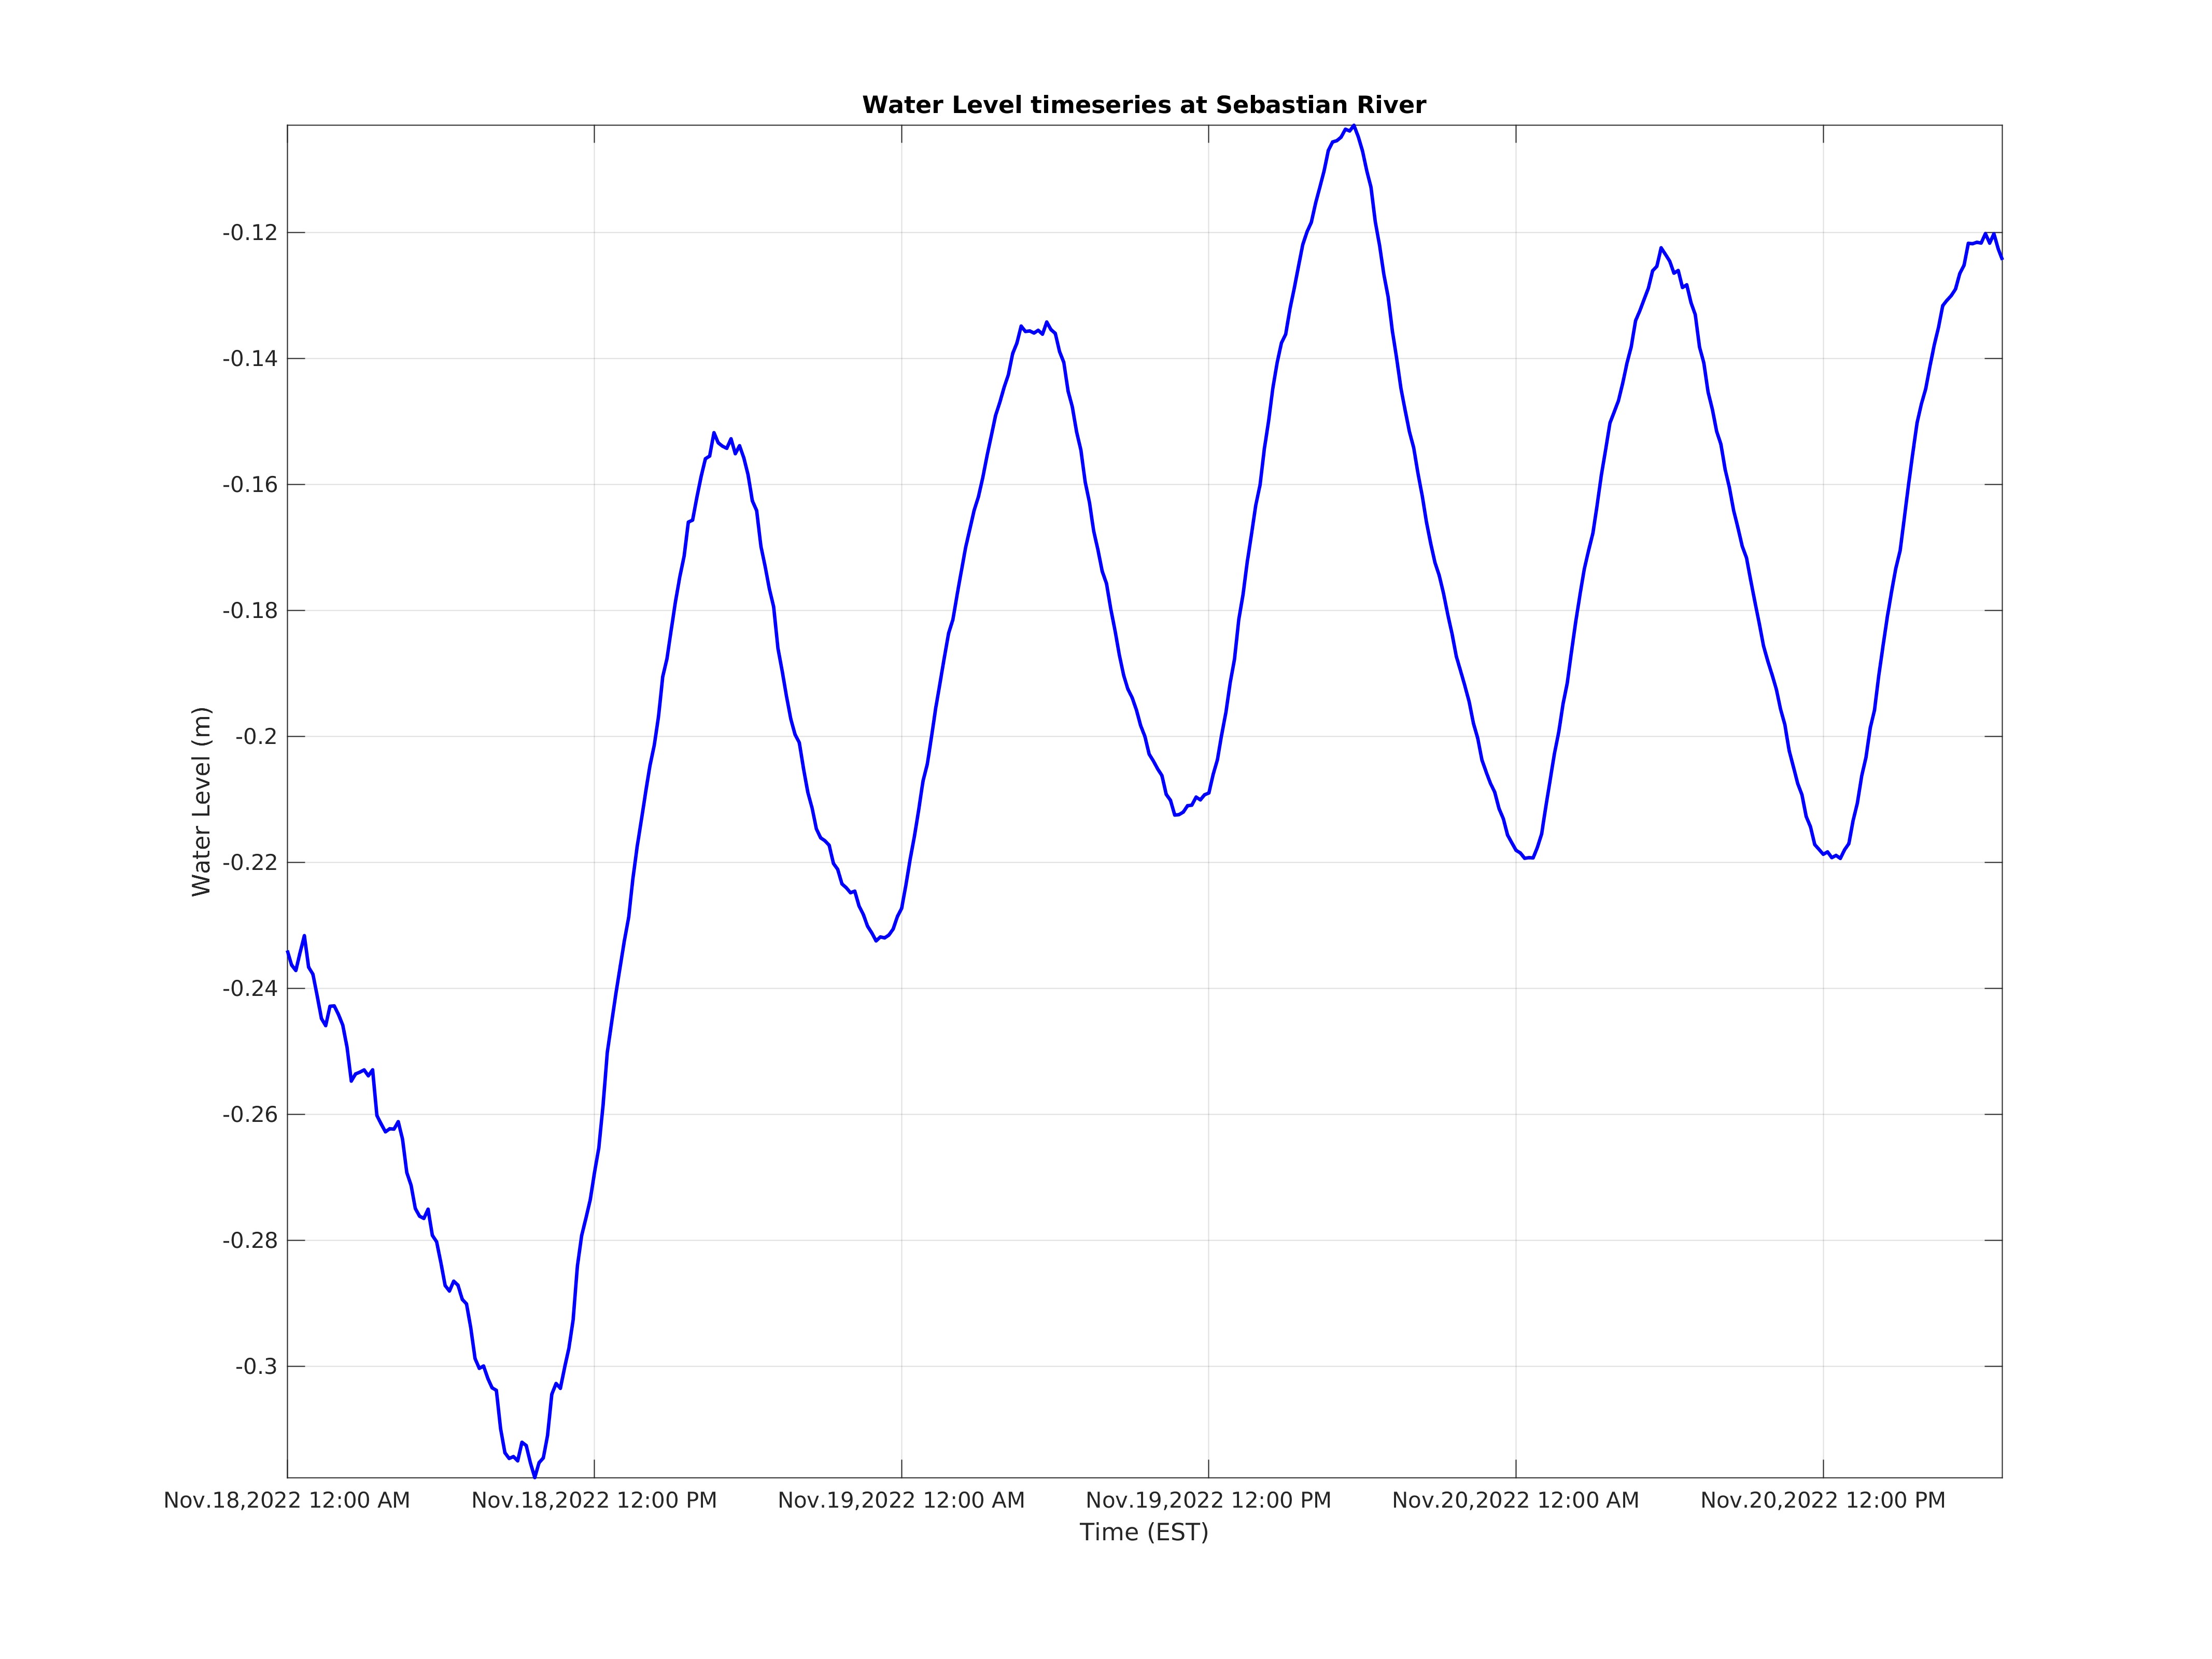 Water Level timeseries at Sebastian River
-0.12
-0.14
-0.16
-0.18
-0.2
-0.22
-0.24
-0.26
-0.28
-0.3
Water Level (m)
Nov.18,2022 12:00 AM
Nov.18,2022 12:00 PM
Nov.19,2022 12:00 AM
Nov.19,2022 12:00 PM
Nov.20,2022 12:00 AM
Nov.20,2022 12:00 PM
Time (EST)